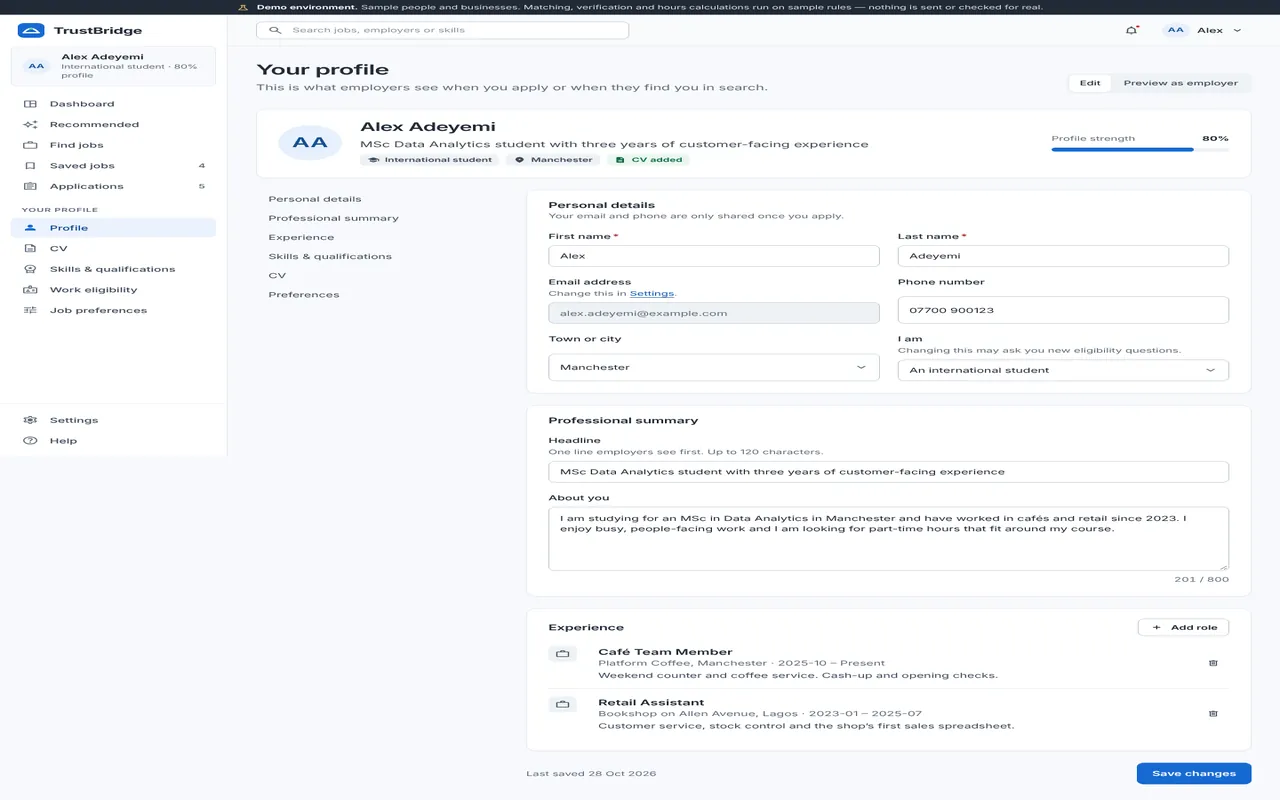 Demo environment. Sample people and businesses. Matching, verification and hours calculations run on sample rules — nothing is sent or checked for real.
TrustBridge
Search jobs, employers or skills
AA
Alex
AA
Alex Adeyemi
International student · 80%
profile
Dashboard
Recommended
Find jobs
Saved jobs 4
Applications 5
YOUR PROFILE
Profile
CV
Skills & qualifications
Work eligibility
Job preferences
Settings
Help
Your profile
This is what employers see when you apply or when they find you in search.
Edit
Preview as employer
AA
Alex Adeyemi
MSc Data Analytics student with three years of customer-facing experience
International student
Manchester
CV added
Profile strength 80%
Personal details
Professional summary
Experience
Skills & qualifications
CV
Preferences
Personal details
Your email and phone are only shared once you apply.
First name *
Alex
Last name *
Adeyemi
Email address
Change this in Settings.
alex.adeyemi@example.com
Phone number
07700 900123
Town or city
Manchester
I am
Changing this may ask you new eligibility questions.
An international student
Professional summary
Headline
One line employers see first. Up to 120 characters.
MSc Data Analytics student with three years of customer-facing experience
About you
I am studying for an MSc in Data Analytics in Manchester and have worked in cafés and retail since 2023. I
enjoy busy, people-facing work and I am looking for part-time hours that fit around my course.
201 / 800
Experience
+ Add role
Café Team Member
Platform Coffee, Manchester · 2025-10 – Present
Weekend counter and coffee service. Cash-up and opening checks.
Retail Assistant
Bookshop on Allen Avenue, Lagos · 2023-01 – 2025-07
Customer service, stock control and the shop's first sales spreadsheet.
Last saved 28 Oct 2026
Save changes